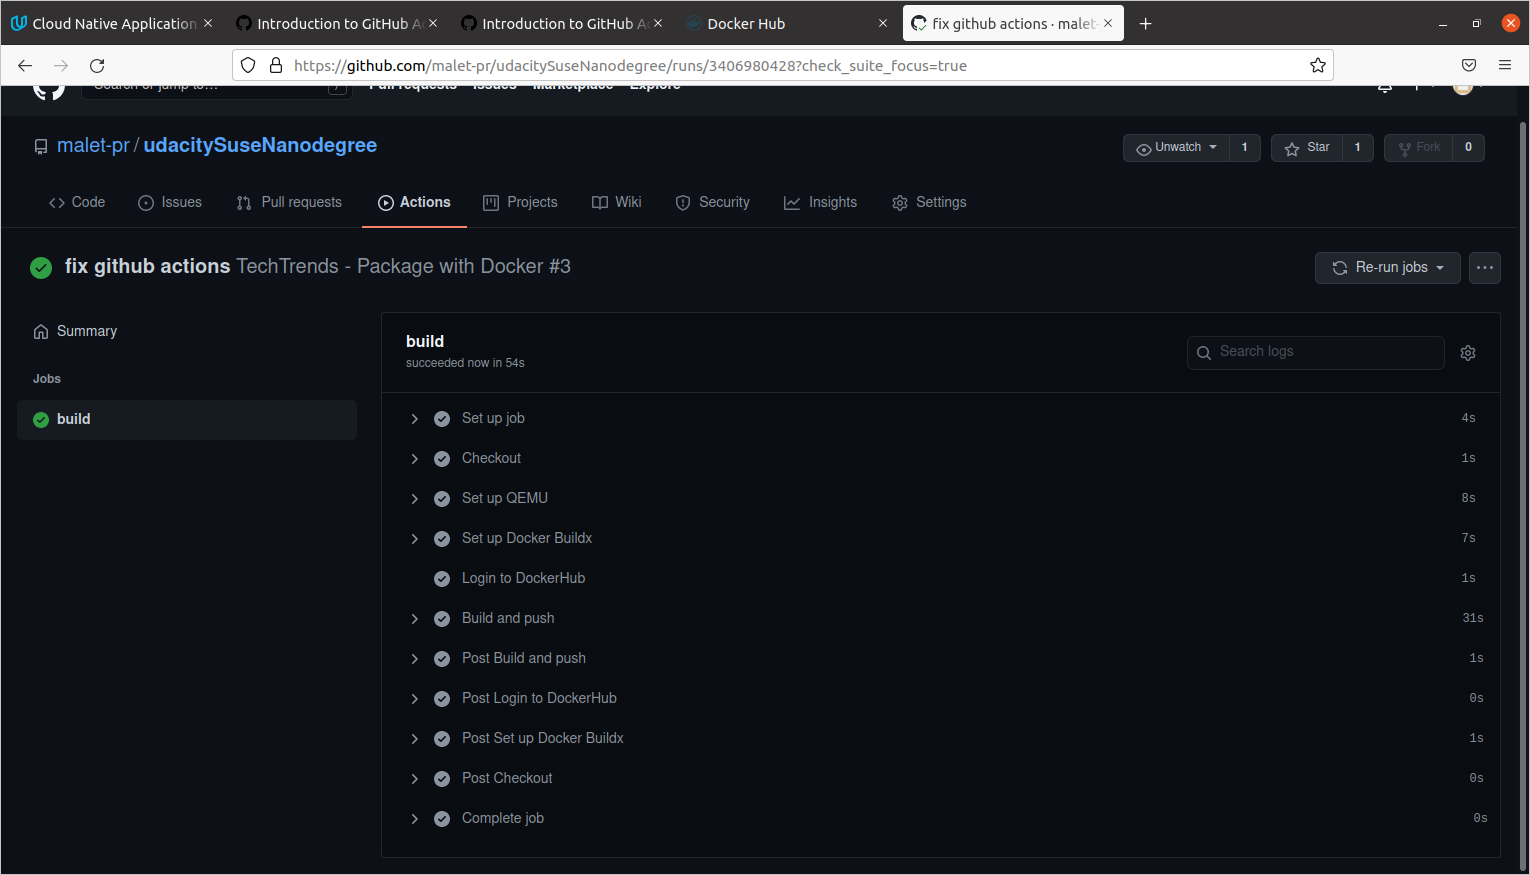 Cloud Native Application
Introduction to GitHub A
Introduction to GitHub A
Docker Hub
fix github actions · malet-
https://github.com/malet-pr/udacitySuseNanodegree/runs/3406980428?check_suite_focus=true
Search or jump to...
/
Pull requests
Issues
Marketplace
Explore
malet-pr / udacitySuseNanodegree
Unwatch 1
Star 1
Fork 0
Code
Issues
Pull requests
Actions
Projects
Wiki
Security
Insights
Settings
fix github actions TechTrends - Package with Docker #3
Re-run jobs
Summary
Jobs
build
build
succeeded now in 54s
Search logs
Set up job 4s
Checkout 1s
Set up QEMU 8s
Set up Docker Buildx 7s
Login to DockerHub 1s
Build and push 31s
Post Build and push 1s
Post Login to DockerHub 0s
Post Set up Docker Buildx 1s
Post Checkout 0s
Complete job 0s